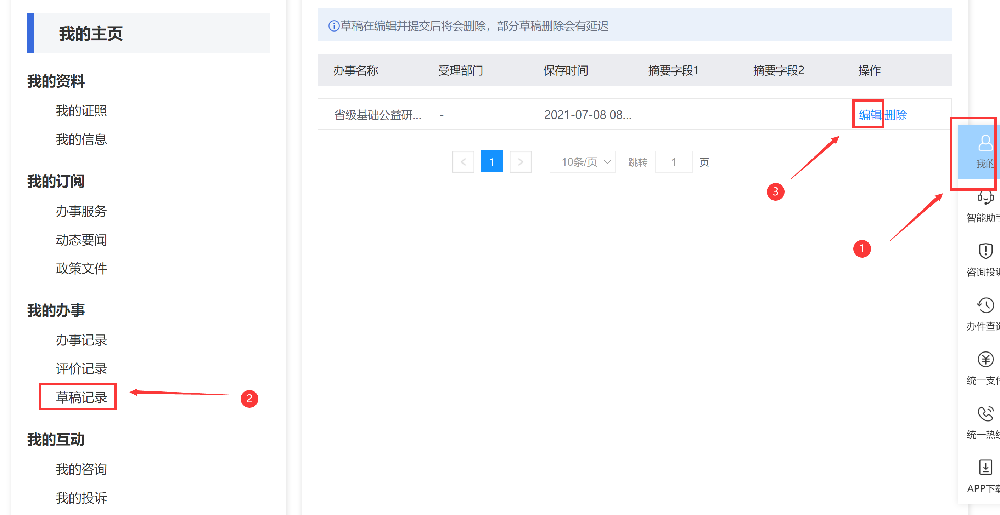 我的主页
我的资料
我的证照
我的信息
我的订阅
办事服务
动态要闻
政策文件
我的办事
办事记录
评价记录
草稿记录
2
我的互动
我的咨询
我的投诉
草稿在编辑并提交后将会删除，部分草稿删除会有延迟
办事名称 受理部门 保存时间 摘要字段1 摘要字段2 操作
省级基础公益研... - 2021-07-08 08... 编辑 删除
< 1 > 10条/页 跳转 1 页
3
1
我的
智能助手
咨询投诉
办件查询
统一支付
统一热线
APP下载